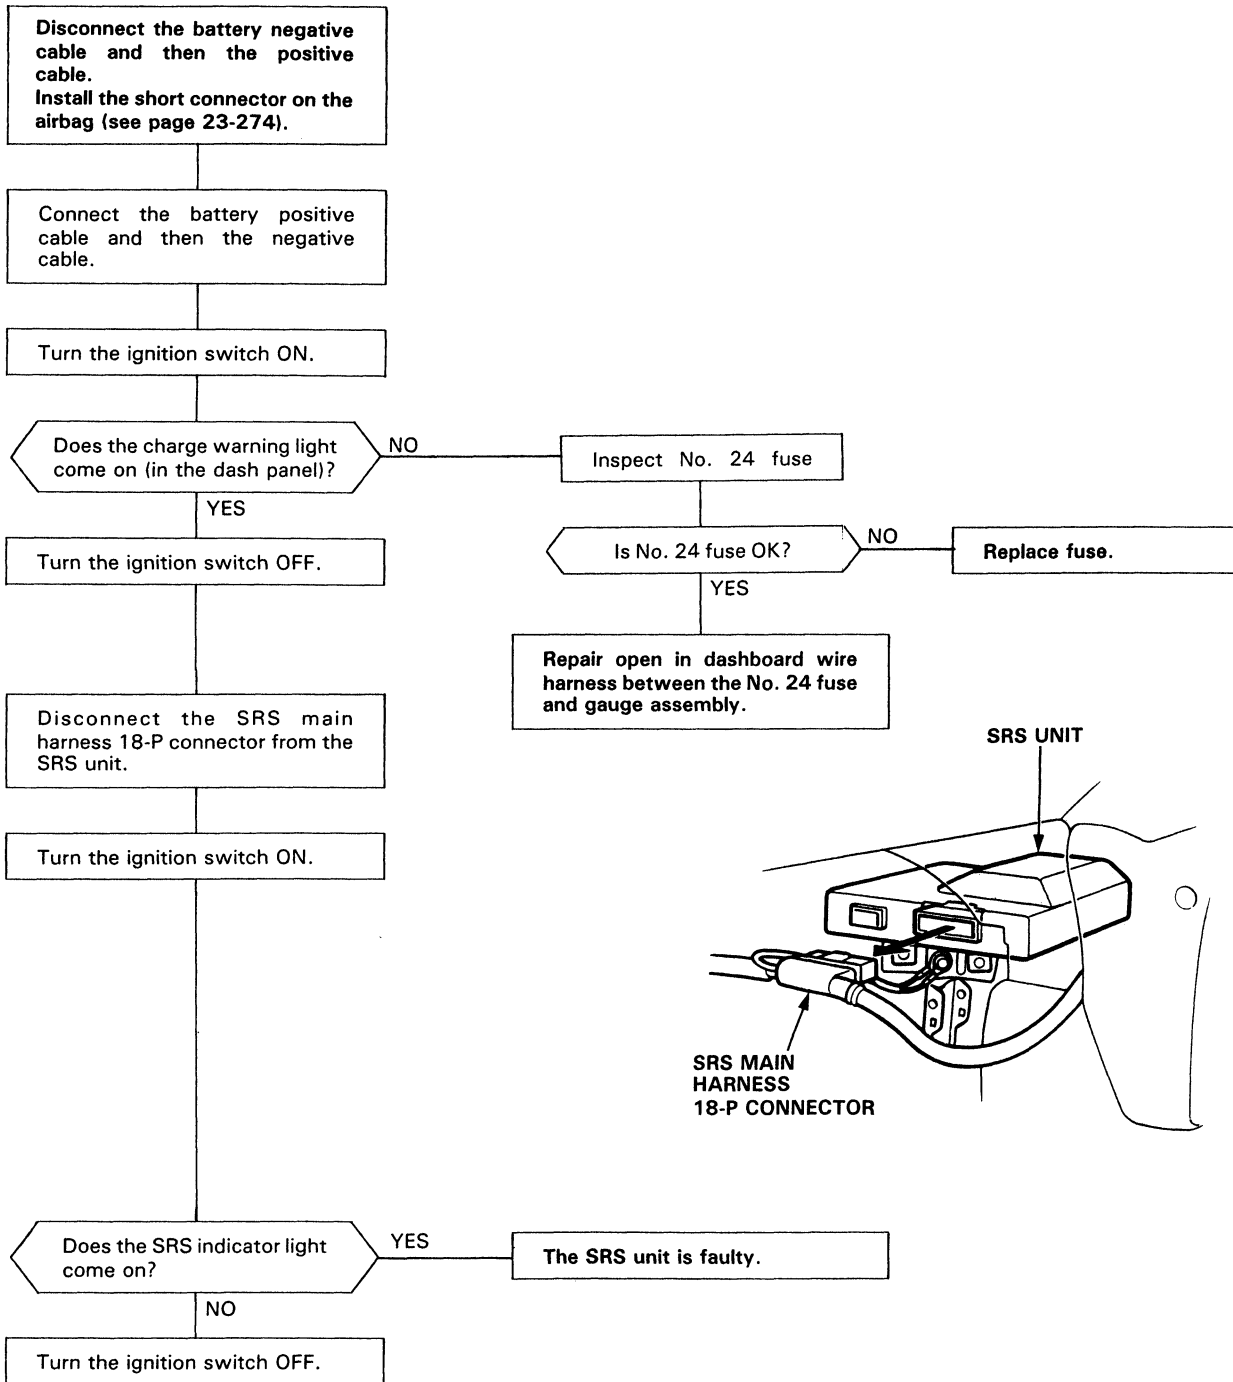 Disconnect the battery negative
cable and then the positive
cable.
Install the short connector on the
airbag (see page 23-274).
Connect the battery positive
cable and then the negative
cable.
Turn the ignition switch ON.
Does the charge warning light
come on (in the dash panel)?
NO
Inspect No. 24 fuse
YES
Is No. 24 fuse OK?
NO
Replace fuse.
YES
Repair open in dashboard wire
harness between the No. 24 fuse
and gauge assembly.
Turn the ignition switch OFF.
Disconnect the SRS main
harness 18-P connector from the
SRS unit.
Turn the ignition switch ON.
SRS UNIT
SRS MAIN
HARNESS
18-P CONNECTOR
Does the SRS indicator light
come on?
YES
The SRS unit is faulty.
NO
Turn the ignition switch OFF.